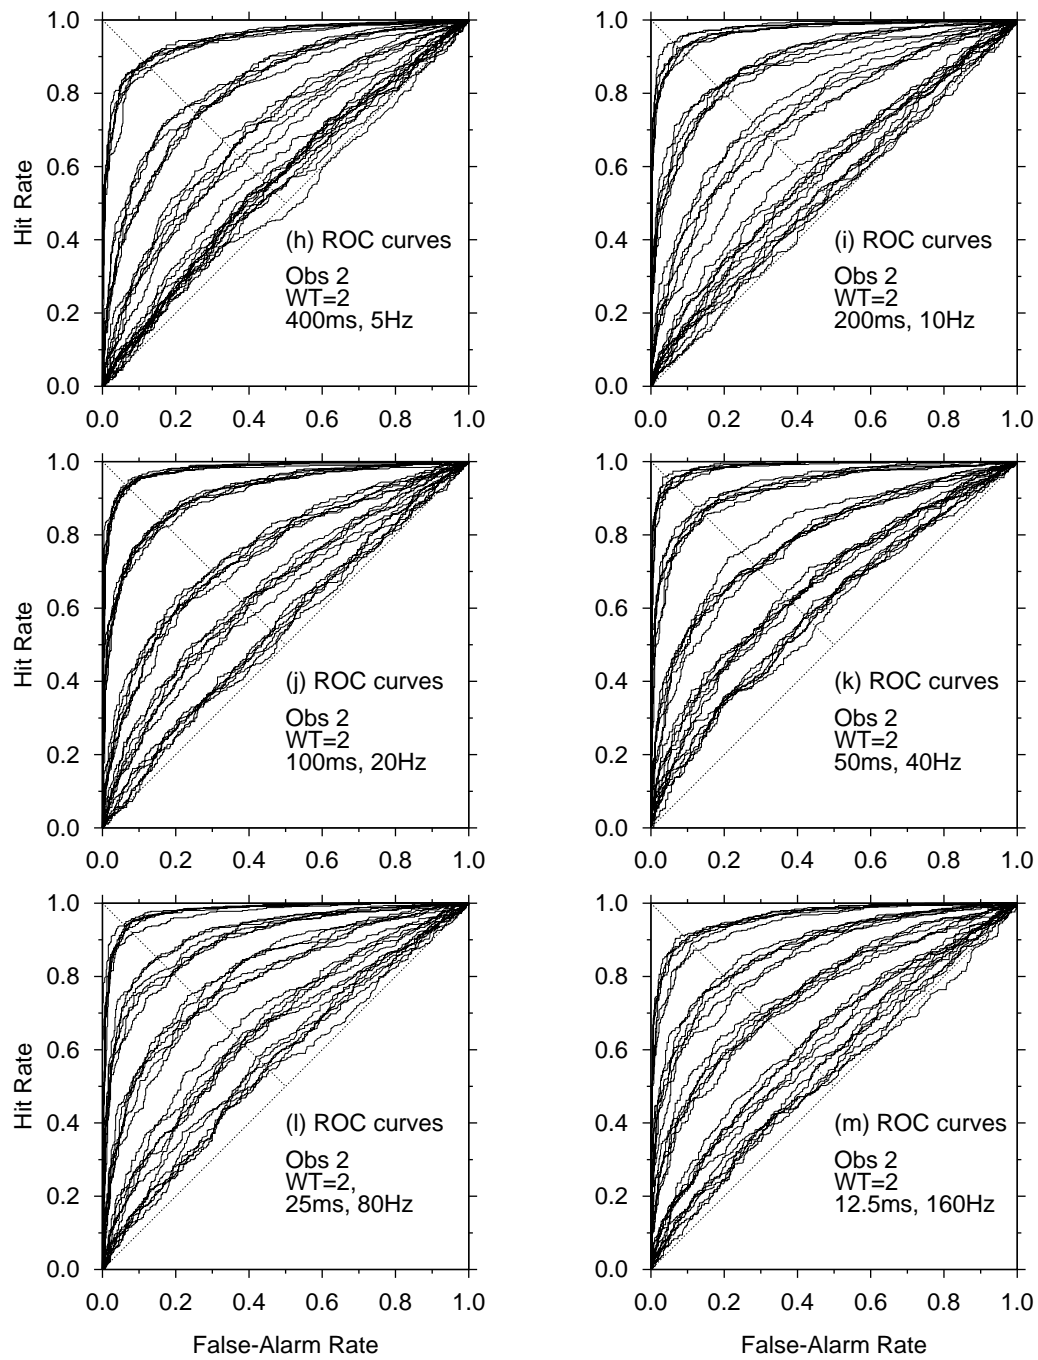 1.0
0.8
0.6
0.4
0.2
0.0
Hit Rate
(h) ROC curves
Obs 2
WT=2
400ms, 5Hz
0.0 0.2 0.4 0.6 0.8 1.0
1.0
0.8
0.6
0.4
0.2
0.0
(i) ROC curves
Obs 2
WT=2
200ms, 10Hz
0.0 0.2 0.4 0.6 0.8 1.0
1.0
0.8
0.6
0.4
0.2
0.0
Hit Rate
(j) ROC curves
Obs 2
WT=2
100ms, 20Hz
0.0 0.2 0.4 0.6 0.8 1.0
1.0
0.8
0.6
0.4
0.2
0.0
(k) ROC curves
Obs 2
WT=2
50ms, 40Hz
0.0 0.2 0.4 0.6 0.8 1.0
1.0
0.8
0.6
0.4
0.2
0.0
Hit Rate
(l) ROC curves
Obs 2
WT=2,
25ms, 80Hz
0.0 0.2 0.4 0.6 0.8 1.0
False-Alarm Rate
1.0
0.8
0.6
0.4
0.2
0.0
(m) ROC curves
Obs 2
WT=2
12.5ms, 160Hz
0.0 0.2 0.4 0.6 0.8 1.0
False-Alarm Rate